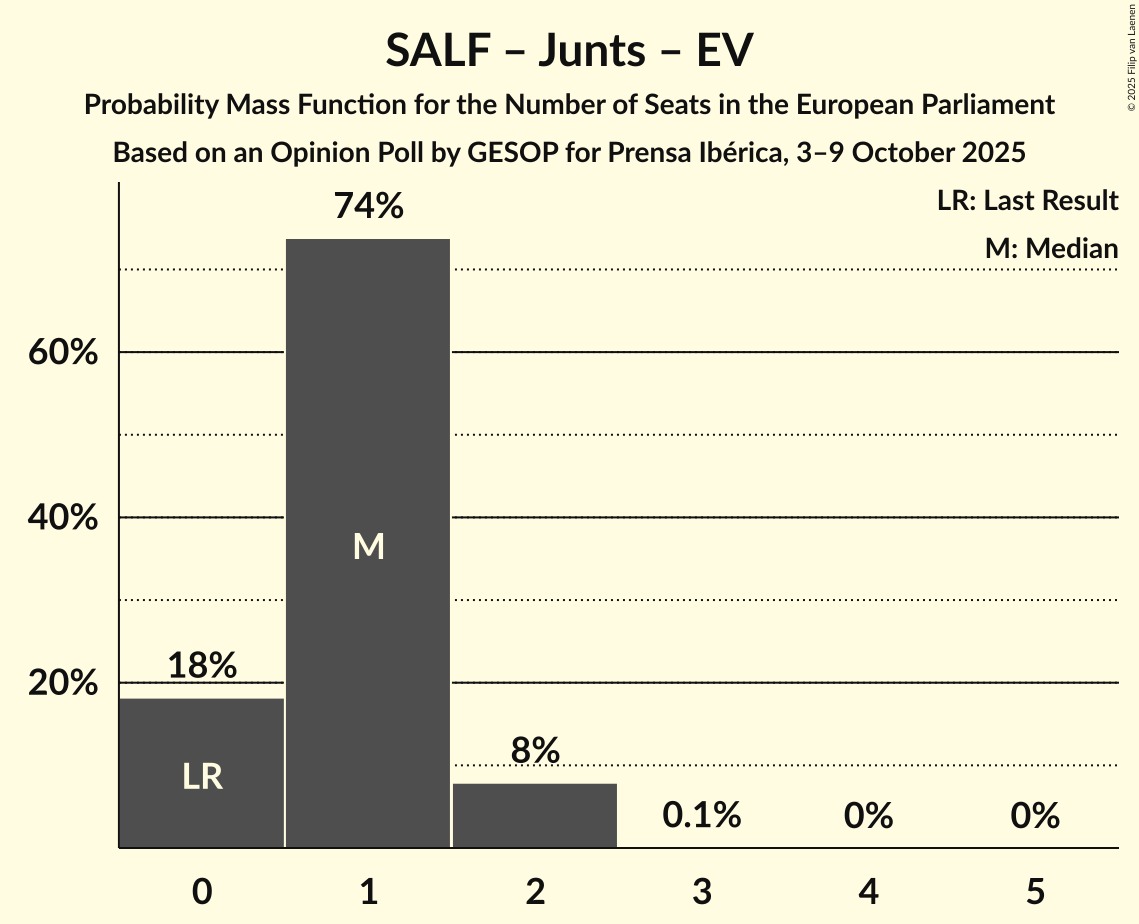 SALF – Junts – EV
Probability Mass Function for the Number of Seats in the European Parliament
Based on an Opinion Poll by GESOP for Prensa Ibérica, 3–9 October 2025
© 2025 Filip van Laenen
LR: Last Result
M: Median
74%
60%
M
40%
18%
20%
LR
8%
0.1%
0%
0%
0 1 2 3 4 5